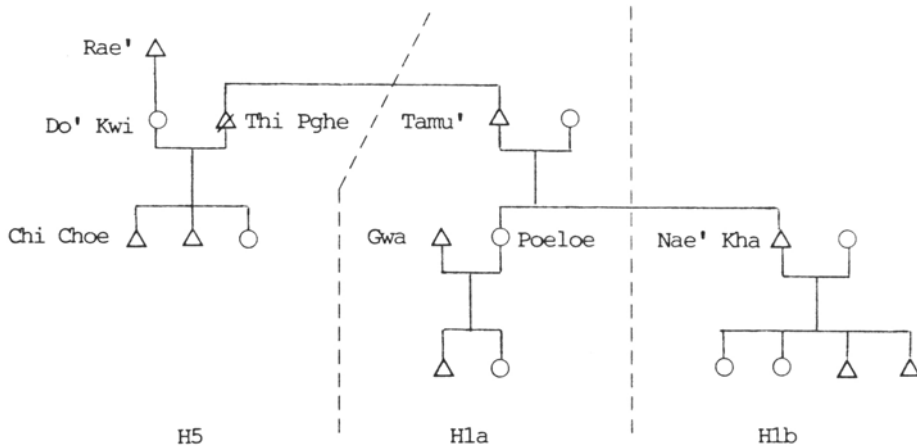 Rae'
Do' Kwi Thi Pghe Tamu'
Chi Choe Gwa Poeloe Nae' Kha
H5 H1a H1b